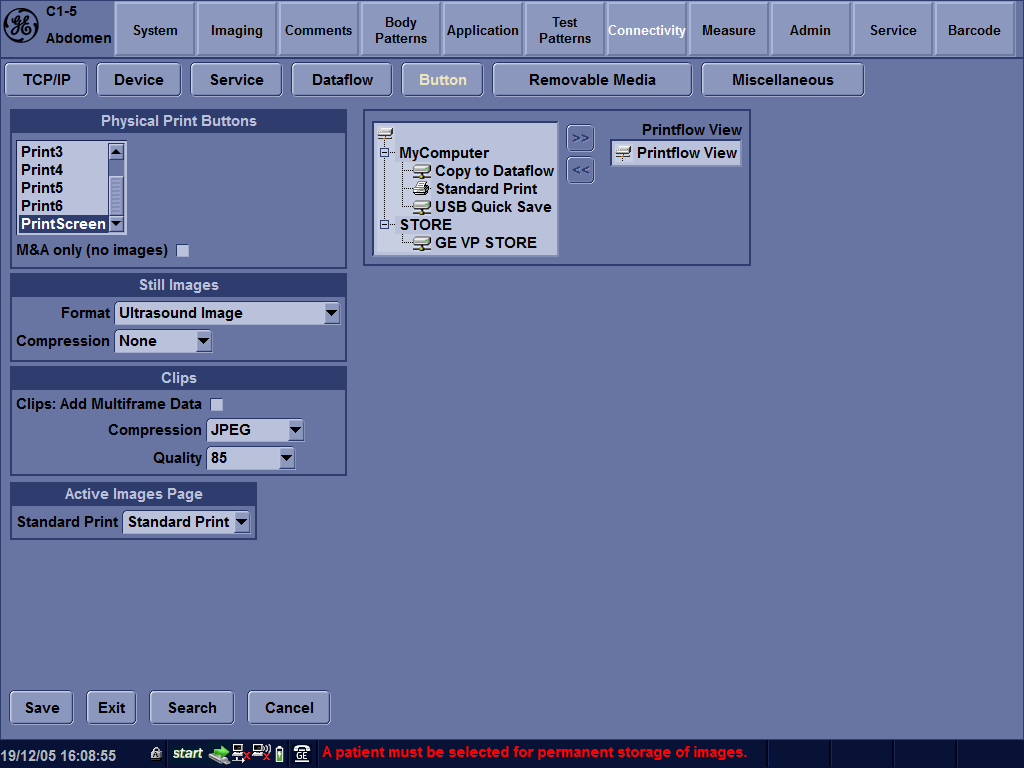 C1-5
Abdomen
System
Imaging
Comments
Body
Patterns
Application
Test
Patterns
Connectivity
Measure
Admin
Service
Barcode
TCP/IP
Device
Service
Dataflow
Button
Removable Media
Miscellaneous
Physical Print Buttons
Print3
Print4
Print5
Print6
PrintScreen
M&A only (no images)
Still Images
Format Ultrasound Image
Compression None
Clips
Clips: Add Multiframe Data
Compression JPEG
Quality 85
Active Images Page
Standard Print Standard Print
MyComputer
Copy to Dataflow
Standard Print
USB Quick Save
STORE
GE VP STORE
>>
<<
Printflow View
Printflow View
Save
Exit
Search
Cancel
19/12/05 16:08:55
start
GE
A patient must be selected for permanent storage of images.